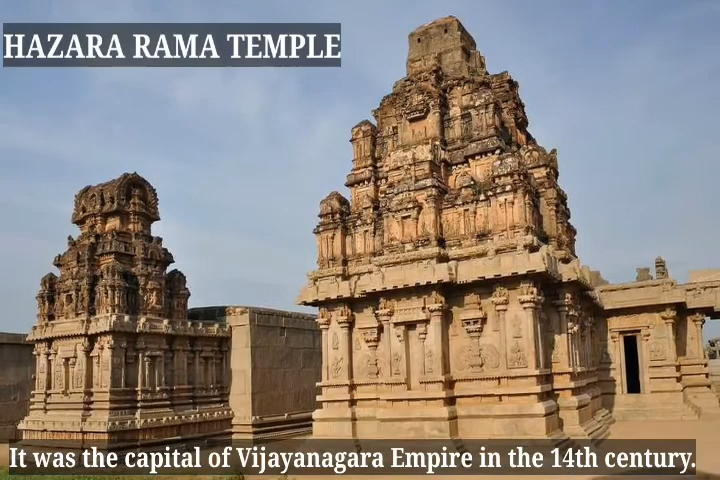 HAZARA RAMA TEMPLE
It was the capital of Vijayanagara Empire in the 14th century.